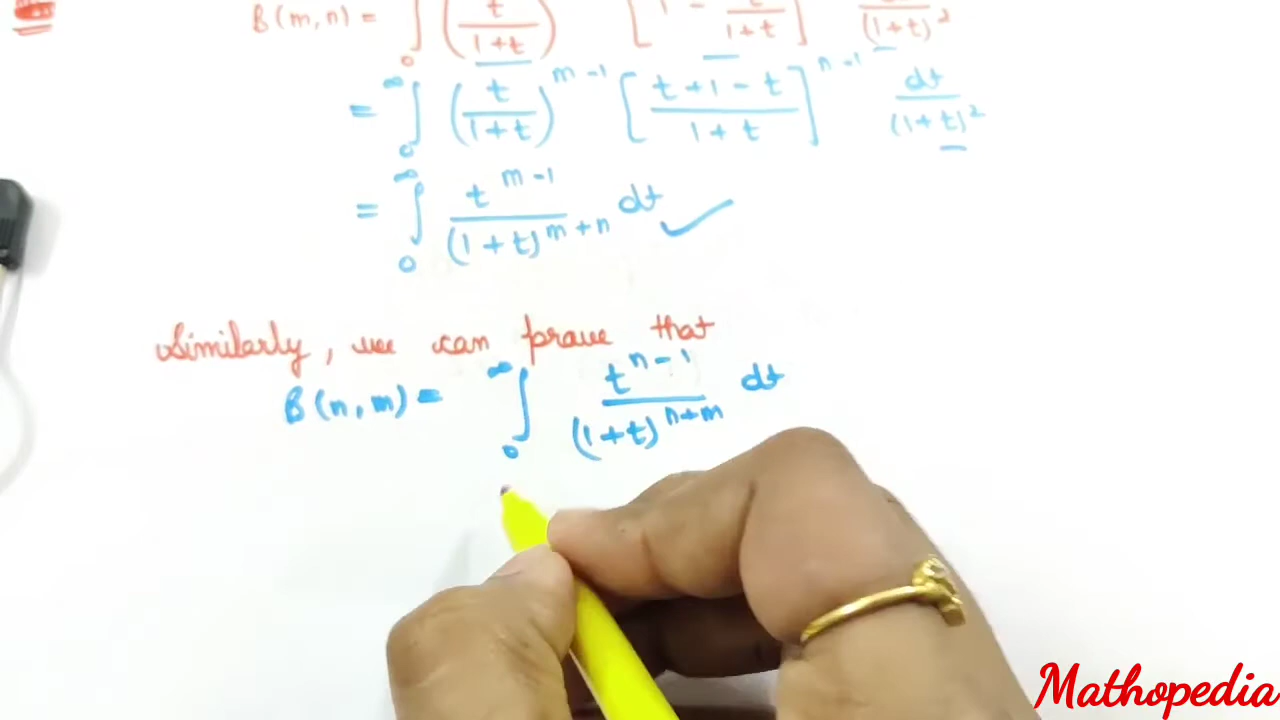 B(m,n) = ∫₀ (t/(1+t)) [1 - t/(1+t)] /(1+t)²
= ∫₀^∞ (t/(1+t))^(m-1) [(t+1-t)/(1+t)]^(n-1) dt/(1+t)²
= ∫₀^∞ t^(m-1)/(1+t)^(m+n) dt ✓
Similarly, we can prove that
B(n,m) = ∫₀^∞ t^(n-1)/(1+t)^(n+m) dt
Mathopedia